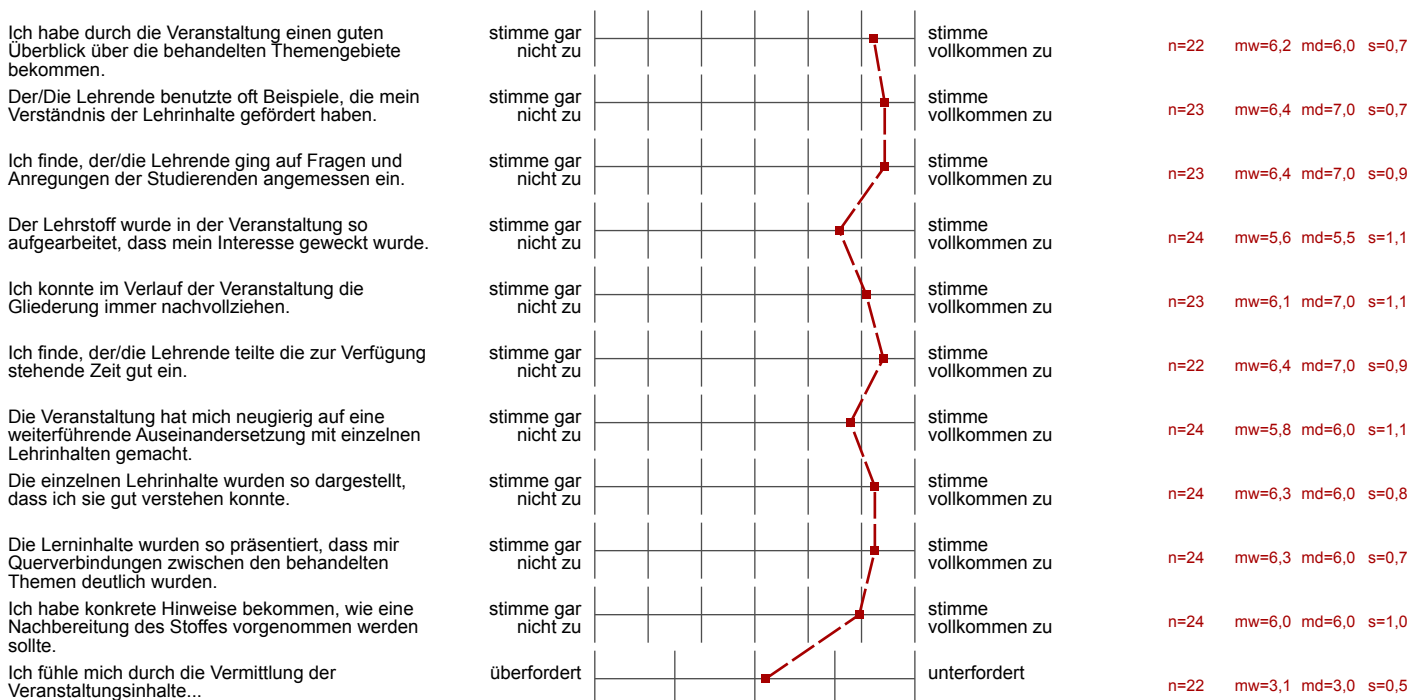 Ich habe durch die Veranstaltung einen guten
Überblick über die behandelten Themengebiete
bekommen.
stimme gar
nicht zu
stimme
vollkommen zu
n=22 mw=6,2 md=6,0 s=0,7
Der/Die Lehrende benutzte oft Beispiele, die mein
Verständnis der Lehrinhalte gefördert haben.
stimme gar
nicht zu
stimme
vollkommen zu
n=23 mw=6,4 md=7,0 s=0,7
Ich finde, der/die Lehrende ging auf Fragen und
Anregungen der Studierenden angemessen ein.
stimme gar
nicht zu
stimme
vollkommen zu
n=23 mw=6,4 md=7,0 s=0,9
Der Lehrstoff wurde in der Veranstaltung so
aufgearbeitet, dass mein Interesse geweckt wurde.
stimme gar
nicht zu
stimme
vollkommen zu
n=24 mw=5,6 md=5,5 s=1,1
Ich konnte im Verlauf der Veranstaltung die
Gliederung immer nachvollziehen.
stimme gar
nicht zu
stimme
vollkommen zu
n=23 mw=6,1 md=7,0 s=1,1
Ich finde, der/die Lehrende teilte die zur Verfügung
stehende Zeit gut ein.
stimme gar
nicht zu
stimme
vollkommen zu
n=22 mw=6,4 md=7,0 s=0,9
Die Veranstaltung hat mich neugierig auf eine
weiterführende Auseinandersetzung mit einzelnen
Lehrinhalten gemacht.
stimme gar
nicht zu
stimme
vollkommen zu
n=24 mw=5,8 md=6,0 s=1,1
Die einzelnen Lehrinhalte wurden so dargestellt,
dass ich sie gut verstehen konnte.
stimme gar
nicht zu
stimme
vollkommen zu
n=24 mw=6,3 md=6,0 s=0,8
Die Lerninhalte wurden so präsentiert, dass mir
Querverbindungen zwischen den behandelten
Themen deutlich wurden.
stimme gar
nicht zu
stimme
vollkommen zu
n=24 mw=6,3 md=6,0 s=0,7
Ich habe konkrete Hinweise bekommen, wie eine
Nachbereitung des Stoffes vorgenommen werden
sollte.
stimme gar
nicht zu
stimme
vollkommen zu
n=24 mw=6,0 md=6,0 s=1,0
Ich fühle mich durch die Vermittlung der
Veranstaltungsinhalte...
überfordert
unterfordert
n=22 mw=3,1 md=3,0 s=0,5